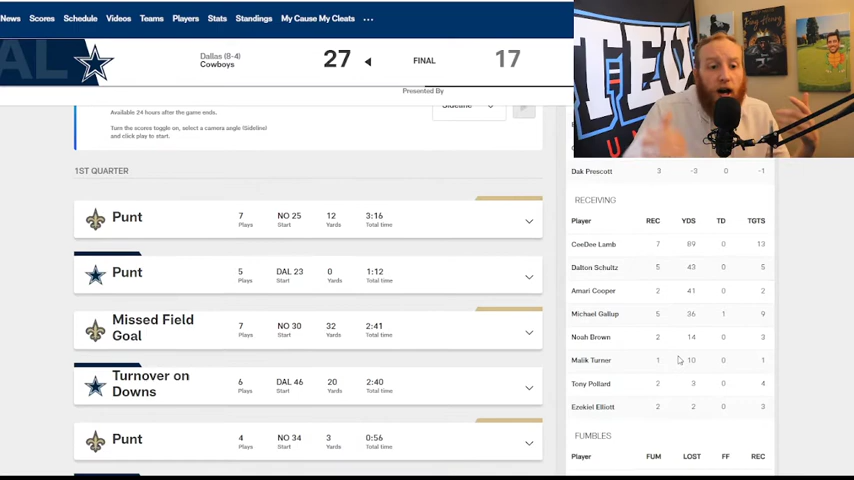 News Scores Schedule Videos Teams Players Stats Standings My Cause My Cleats ...
Dallas (8-4)
Cowboys
27 FINAL 17
Presented By
Available 24 hours after the game ends.
Sideline
Turn the scores toggle on, select a camera angle (Sideline)
and click play to start.
1ST QUARTER
Punt 7 NO 25 12 3:16
Plays Start Yards Total time
Punt 5 DAL 23 0 1:12
Plays Start Yards Total time
Missed Field 7 NO 30 32 2:41
Goal Plays Start Yards Total time
Turnover on 6 DAL 46 20 2:40
Downs Plays Start Yards Total time
Punt 4 NO 34 3 0:56
Plays Start Yards Total time
TEU
Dak Prescott 3 -3 0 -1
RECEIVING
Player REC YDS TD TGTS
CeeDee Lamb 7 89 0 13
Dalton Schultz 5 43 0 5
Amari Cooper 2 41 0 2
Michael Gallup 5 36 1 9
Noah Brown 2 14 0 3
Malik Turner 1 10 0 1
Tony Pollard 2 3 0 4
Ezekiel Elliott 2 2 0 3
FUMBLES
Player FUM LOST FF REC